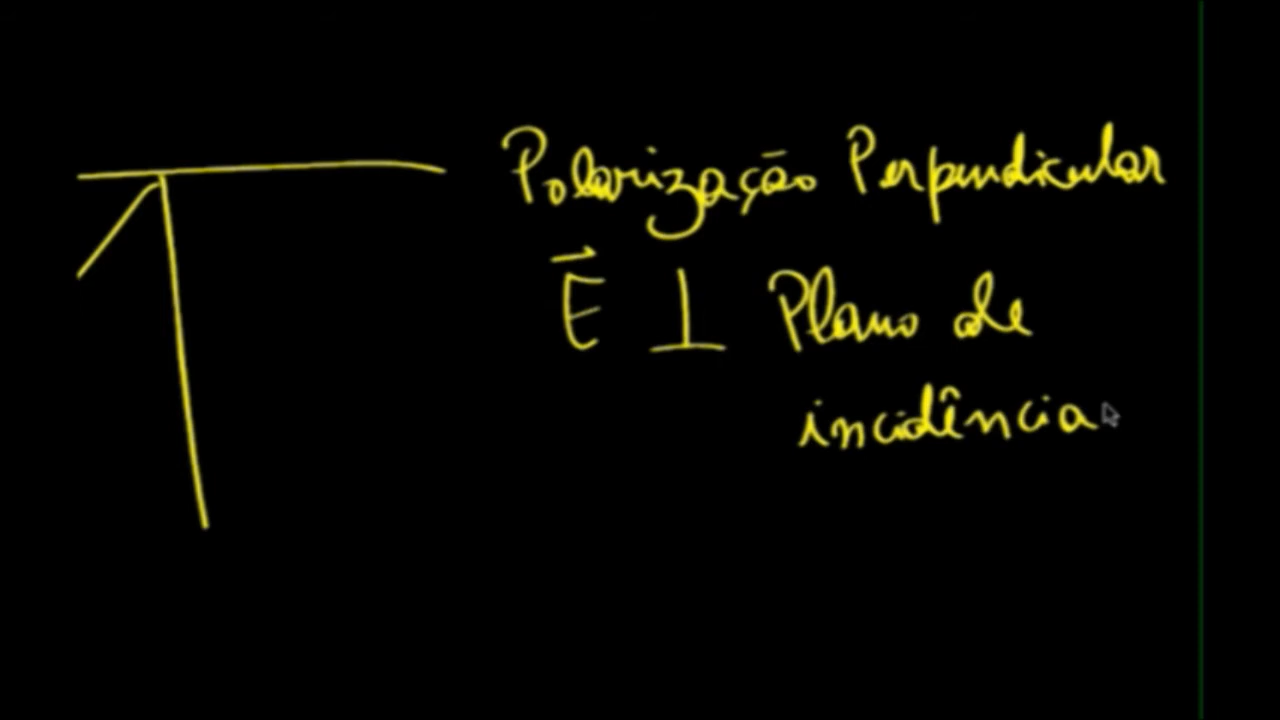 Polarização Perpendicular
E⃗ ⊥ Plano de
incidência